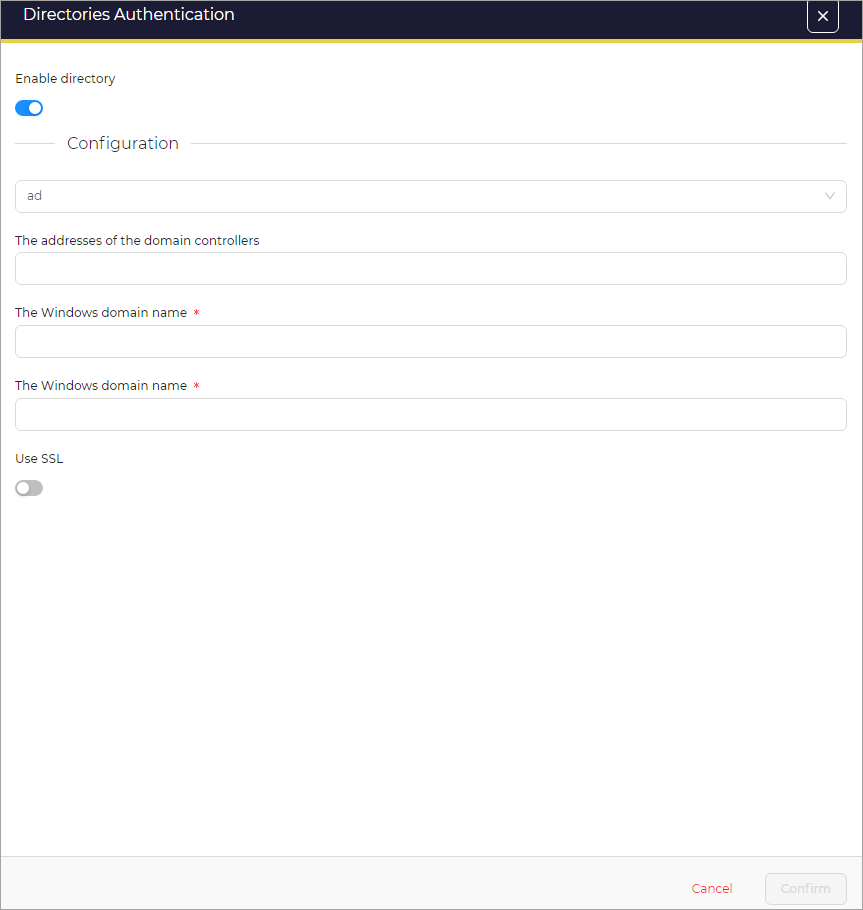 Directories Authentication
Enable directory
Configuration
ad
The addresses of the domain controllers
The Windows domain name *
The Windows domain name *
Use SSL
Cancel
Confirm